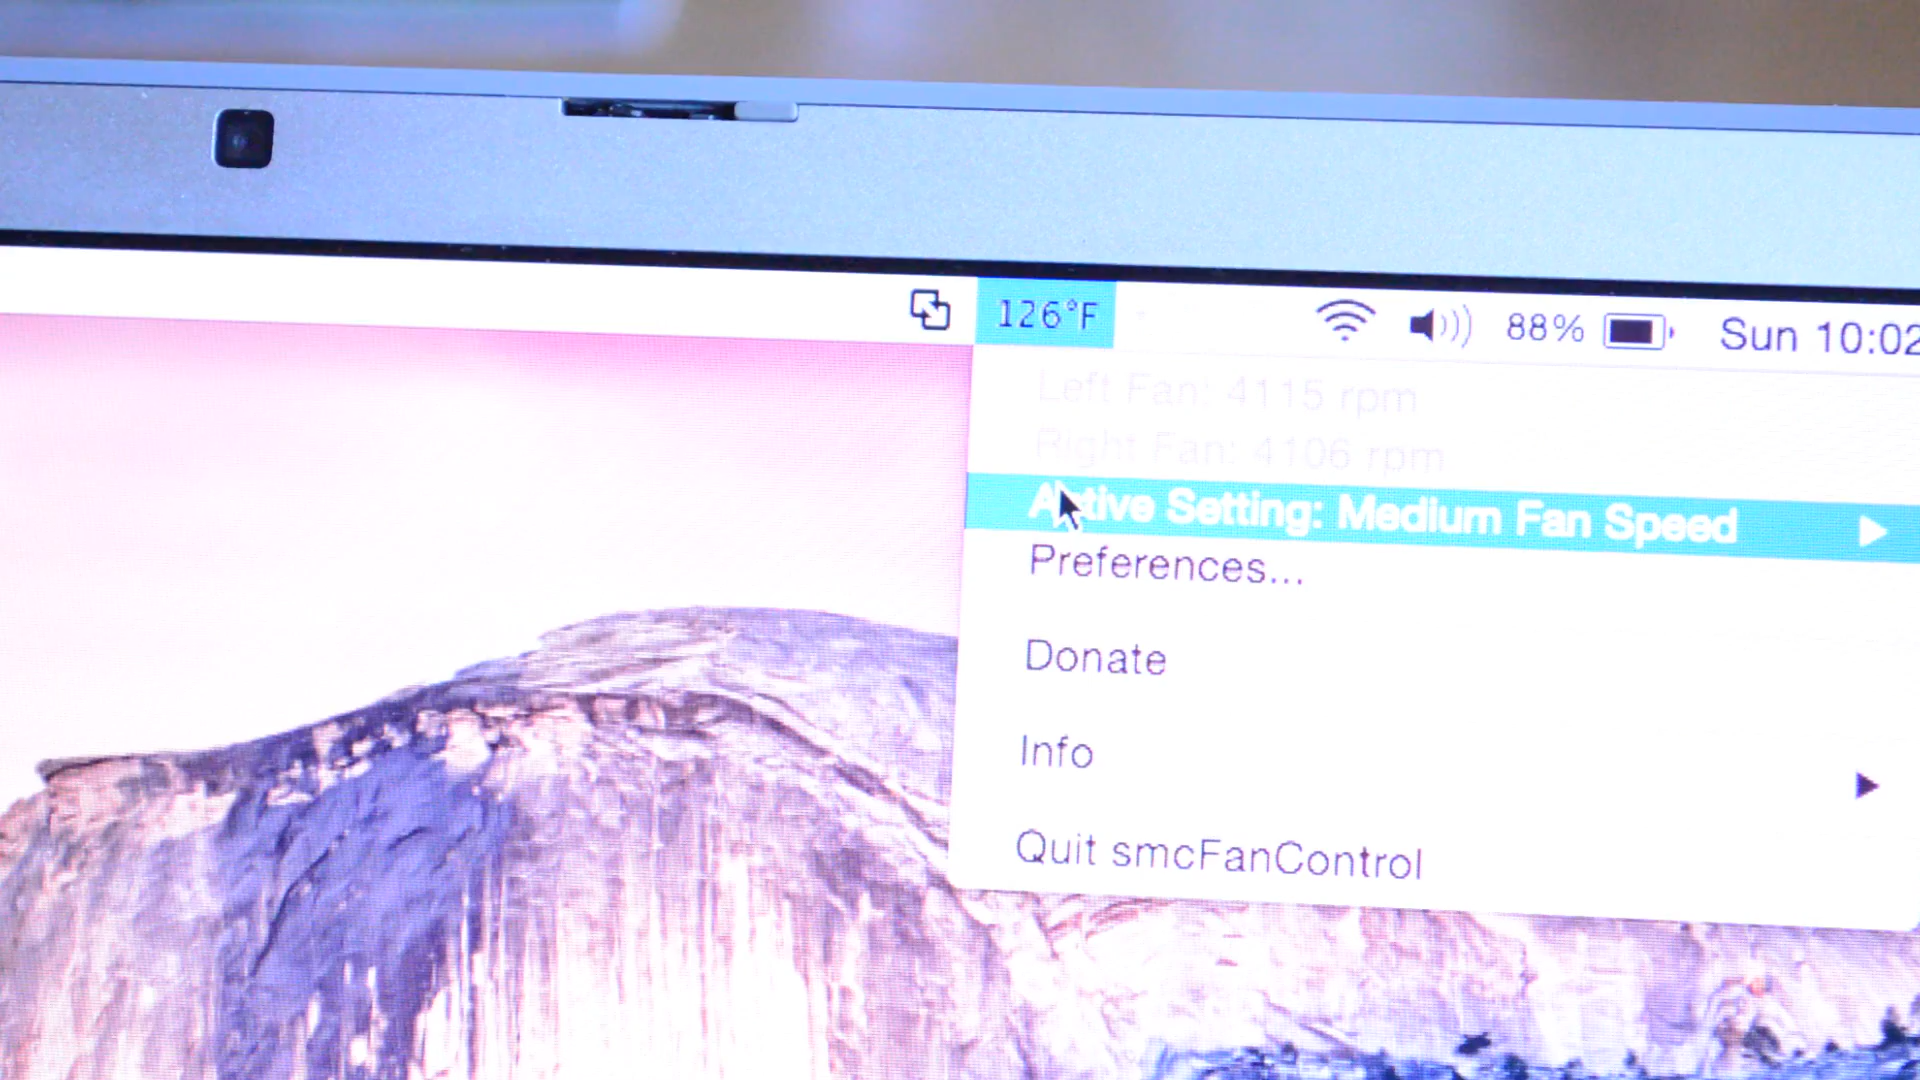 126°F 88% Sun 10:02
Left Fan: 4115 rpm
Right Fan: 4106 rpm
Active Setting: Medium Fan Speed
Preferences...
Donate
Info
Quit smcFanControl